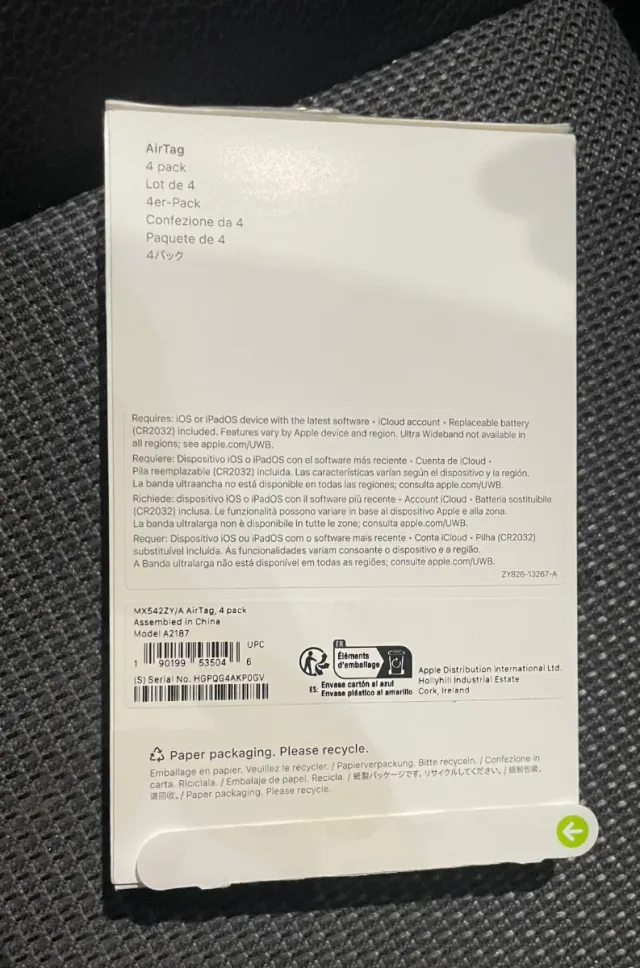 AirTag
4 pack
Lot de 4
4er-Pack
Confezione da 4
Paquete de 4
4パック
Requires: iOS or iPadOS device with the latest software • iCloud account • Replaceable battery
(CR2032) included. Features vary by Apple device and region. Ultra Wideband not available in
all regions; see apple.com/UWB.
Requiere: Dispositivo iOS o iPadOS con el software más reciente • Cuenta de iCloud •
Pila reemplazable (CR2032) incluida. Las características varían según el dispositivo y la región.
La banda ultraancha no está disponible en todas las regiones; consulta apple.com/UWB.
Richiede: dispositivo iOS o iPadOS con il software più recente • Account iCloud • Batteria sostituibile
(CR2032) inclusa. Le funzionalità possono variare in base al dispositivo Apple e alla zona.
La banda ultralarga non è disponibile in tutte le zone; consulta apple.com/UWB.
Requer: Dispositivo iOS ou iPadOS com o software mais recente • Conta iCloud • Pilha (CR2032)
substituível incluída. As funcionalidades variam consoante o dispositivo e a região.
A Banda ultralarga não está disponível em todas as regiões; consulte apple.com/UWB.
ZY826-13267-A
MX542ZY/A AirTag, 4 pack
Assembled in China
Model A2187
UPC
1 90199 53504 6
(S) Serial No. HGPQG4AKP0GV
FR
Éléments
d'emballage
ES: Envase cartón al azul
Envase plástico al amarillo
Apple Distribution International Ltd.
Hollyhill Industrial Estate
Cork, Ireland
Paper packaging. Please recycle.
Emballage en papier. Veuillez le recycler. / Papierverpackung. Bitte recyceln. / Confezione in
carta. Riciclala. / Embalaje de papel. Recicla. / 紙製パッケージです。リサイクルしてください。/ 紙制包装。
请回收。/ Paper packaging. Please recycle.